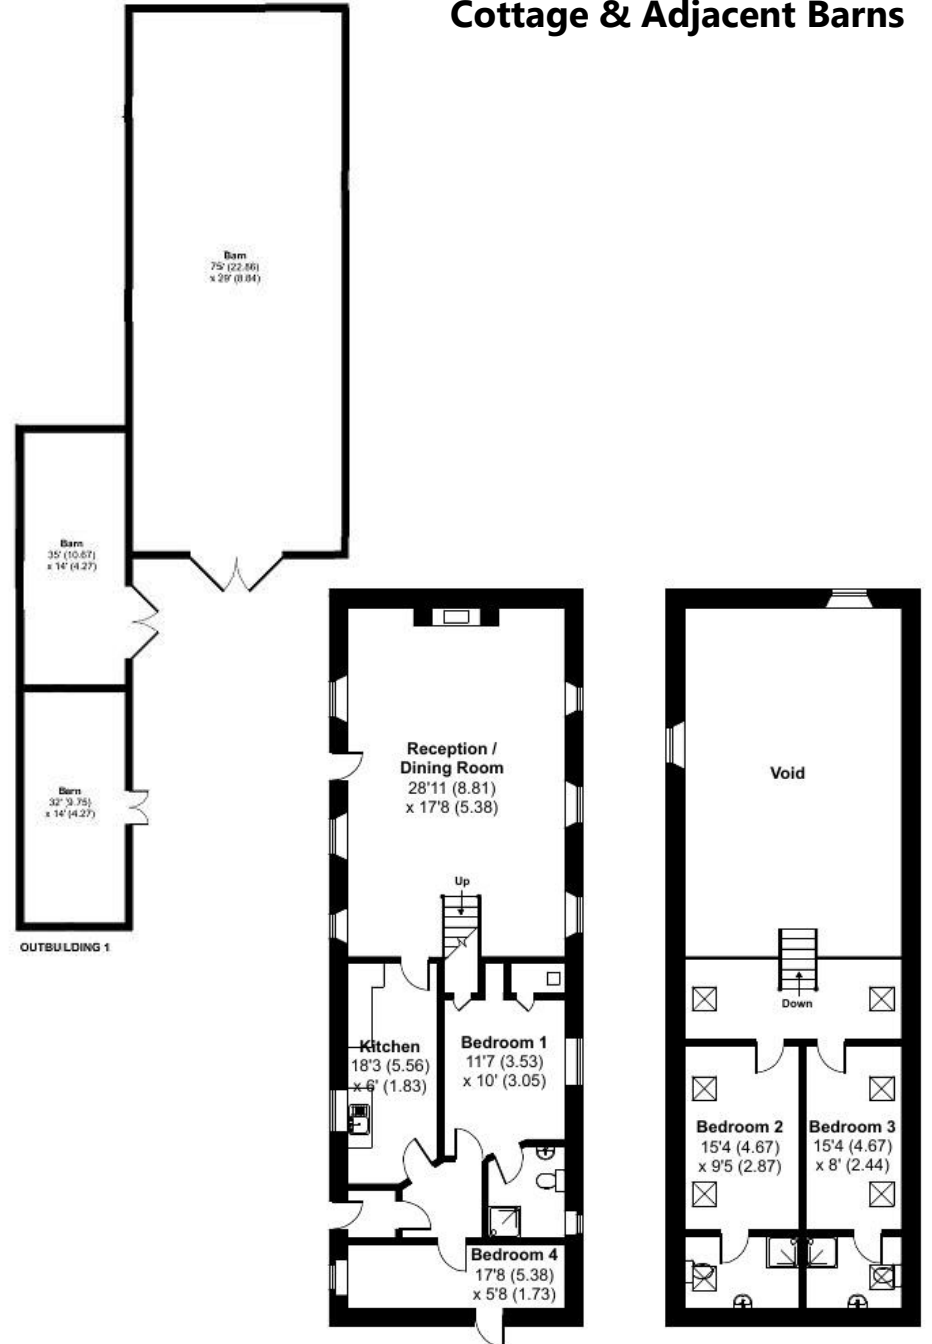 Cottage & Adjacent Barns
Barn
75' (22.86)
x 29' (8.84)
Barn
35' (10.67)
x 14' (4.27)
Barn
32' (9.75)
x 14' (4.27)
OUTBUILDING 1
Reception /
Dining Room
28'11 (8.81)
x 17'8 (5.38)
Up
Kitchen
18'3 (5.56)
x 6' (1.83)
Bedroom 1
11'7 (3.53)
x 10' (3.05)
Bedroom 4
17'8 (5.38)
x 5'8 (1.73)
Void
Down
Bedroom 2
15'4 (4.67)
x 9'5 (2.87)
Bedroom 3
15'4 (4.67)
x 8' (2.44)